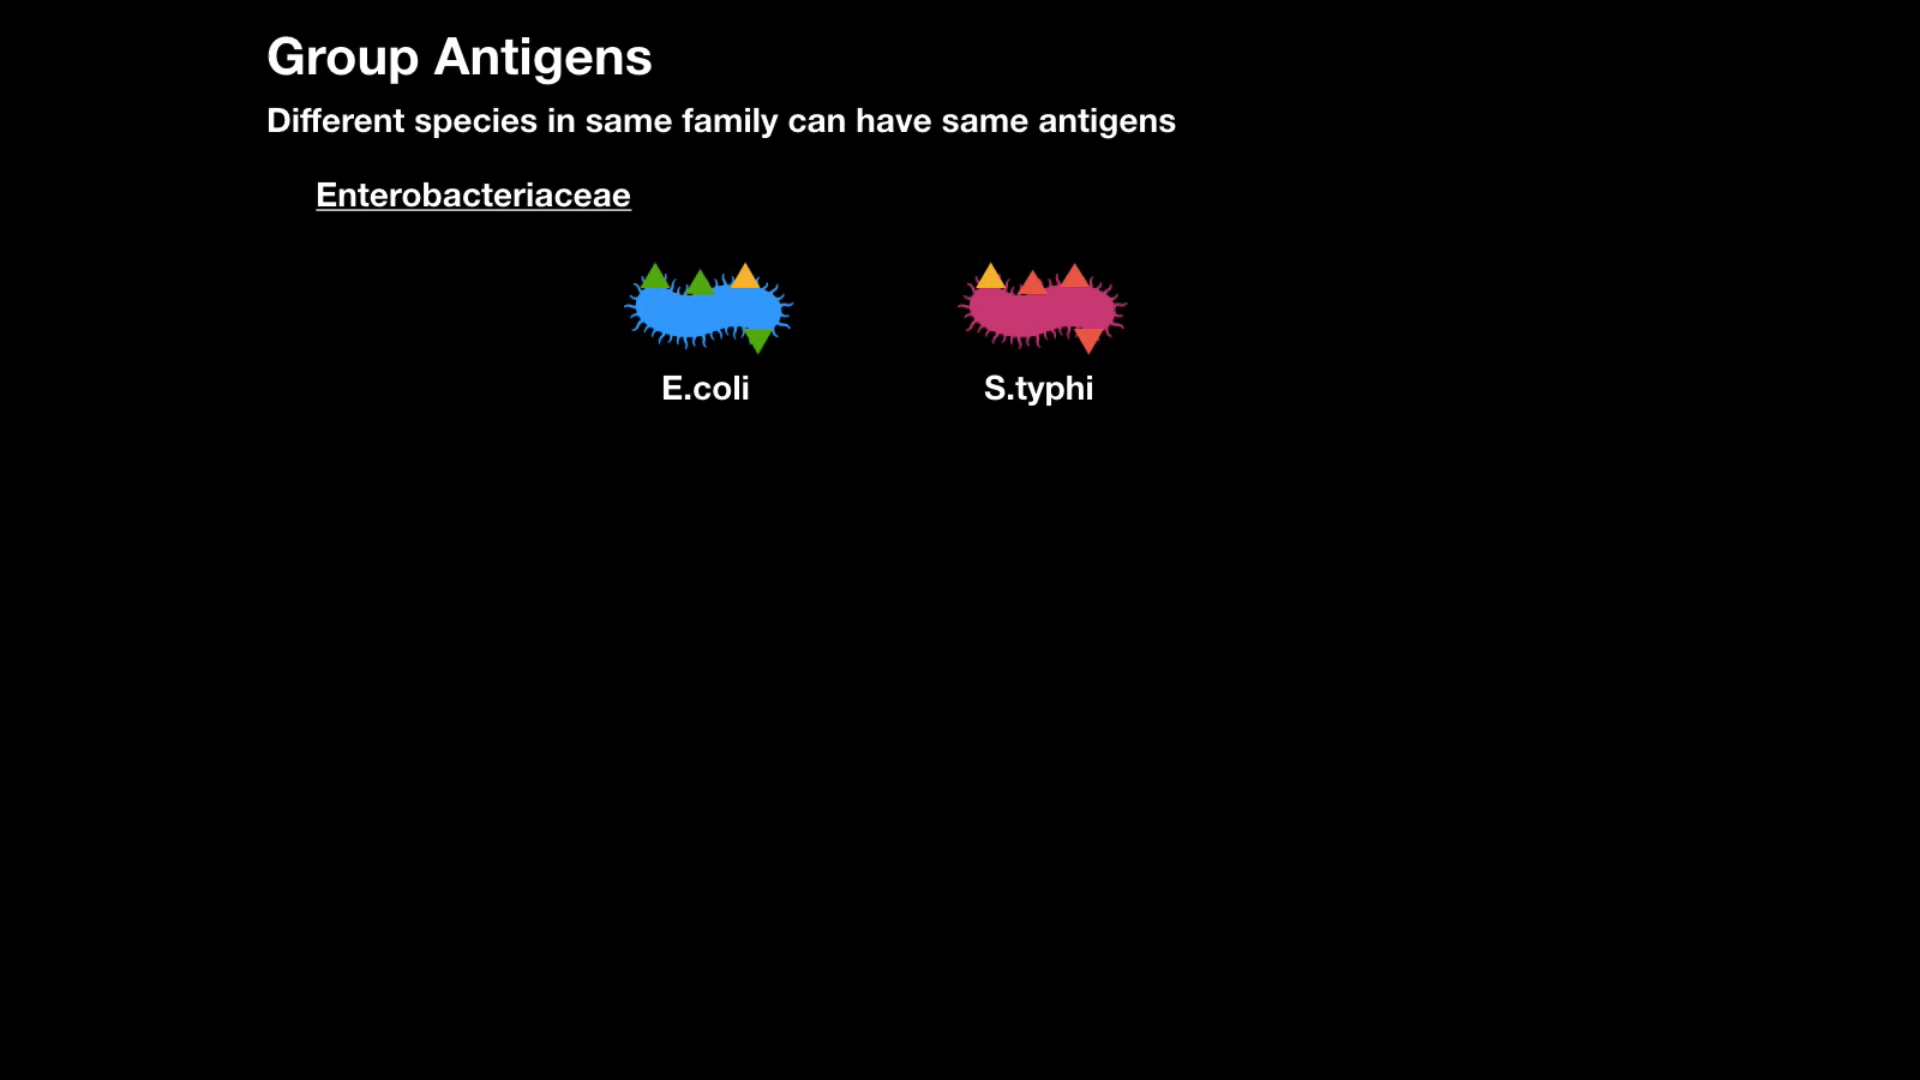 Group Antigens
Different species in same family can have same antigens
Enterobacteriaceae
E.coli
S.typhi